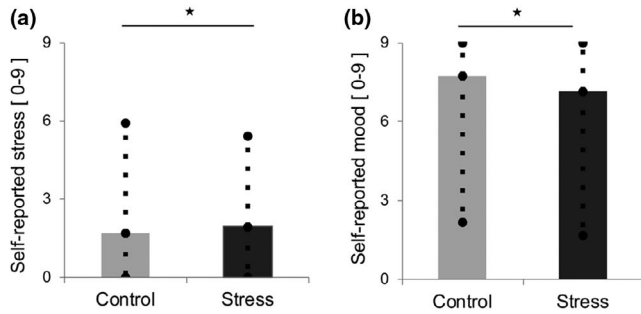 (a)
★
Self-reported stress [ 0-9]
9
6
3
0
Control
Stress
(b)
★
Self-reported mood [ 0-9 ]
9
6
3
0
Control
Stress